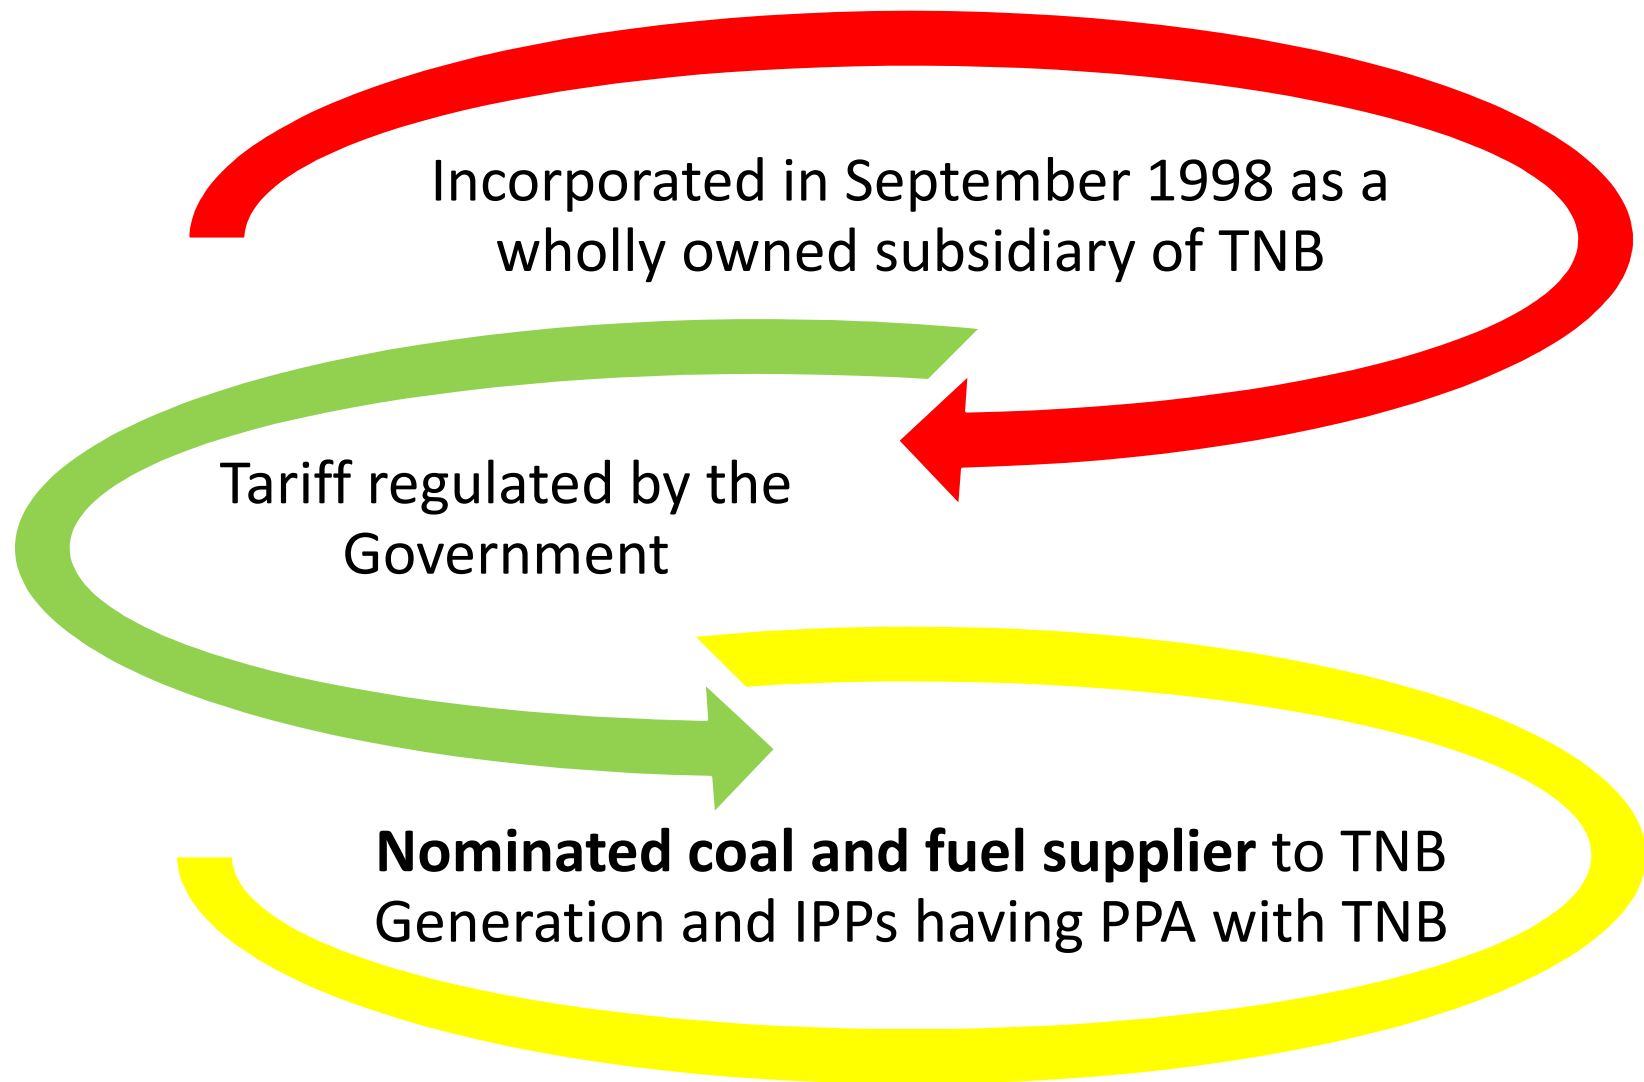 Incorporated in September 1998 as a
wholly owned subsidiary of TNB
Tariff regulated by the
Government
Nominated coal and fuel supplier to TNB
Generation and IPPs having PPA with TNB